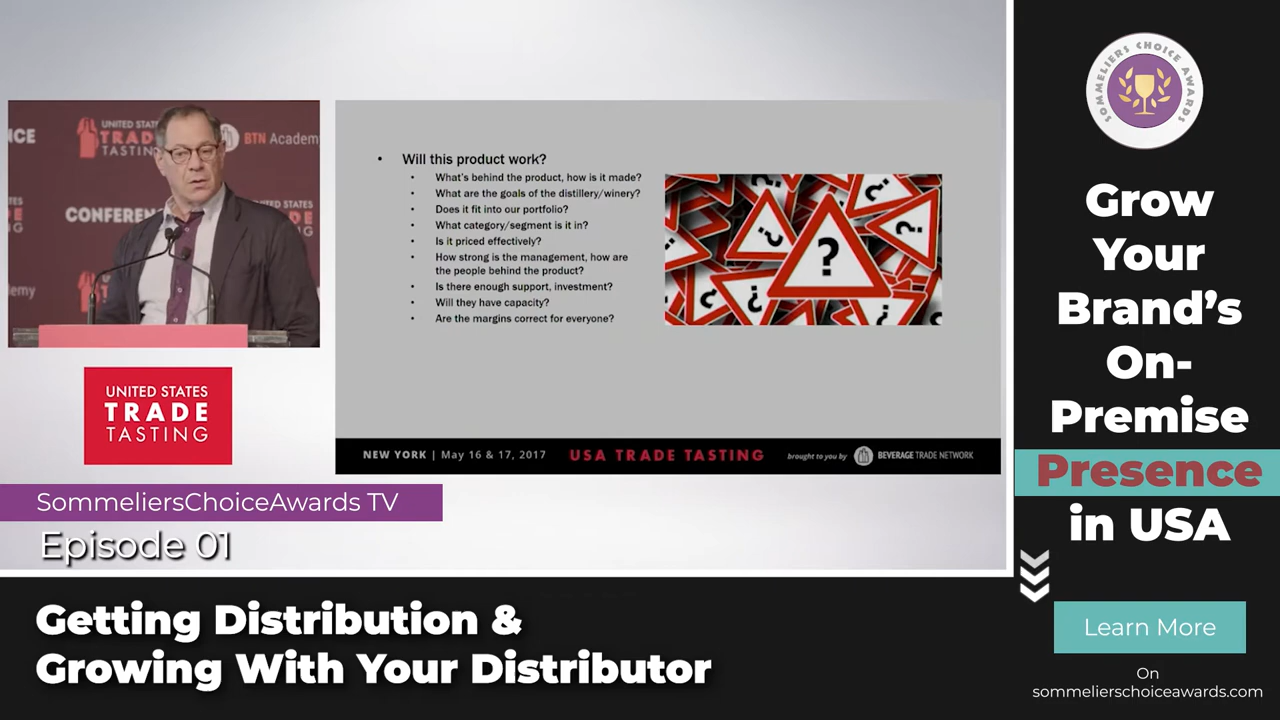 NCE
UNITED STATES
TRADE
TASTING
BTN Academy
CONFEREN
NG
demy
UNITED STATES
TRADE
TASTING
• Will this product work?
• What's behind the product, how is it made?
• What are the goals of the distillery/winery?
• Does it fit into our portfolio?
• What category/segment is it in?
• Is it priced effectively?
• How strong is the management, how are
the people behind the product?
• Is there enough support, investment?
• Will they have capacity?
• Are the margins correct for everyone?
?
NEW YORK | May 16 & 17, 2017 USA TRADE TASTING brought to you by BEVERAGE TRADE NETWORK
SommeliersChoiceAwards TV
Episode 01
Getting Distribution &
Growing With Your Distributor
SOMMELIERS CHOICE AWARDS
Grow
Your
Brand's
On-
Premise
Presence
in USA
Learn More
On
sommelierschoiceawards.com